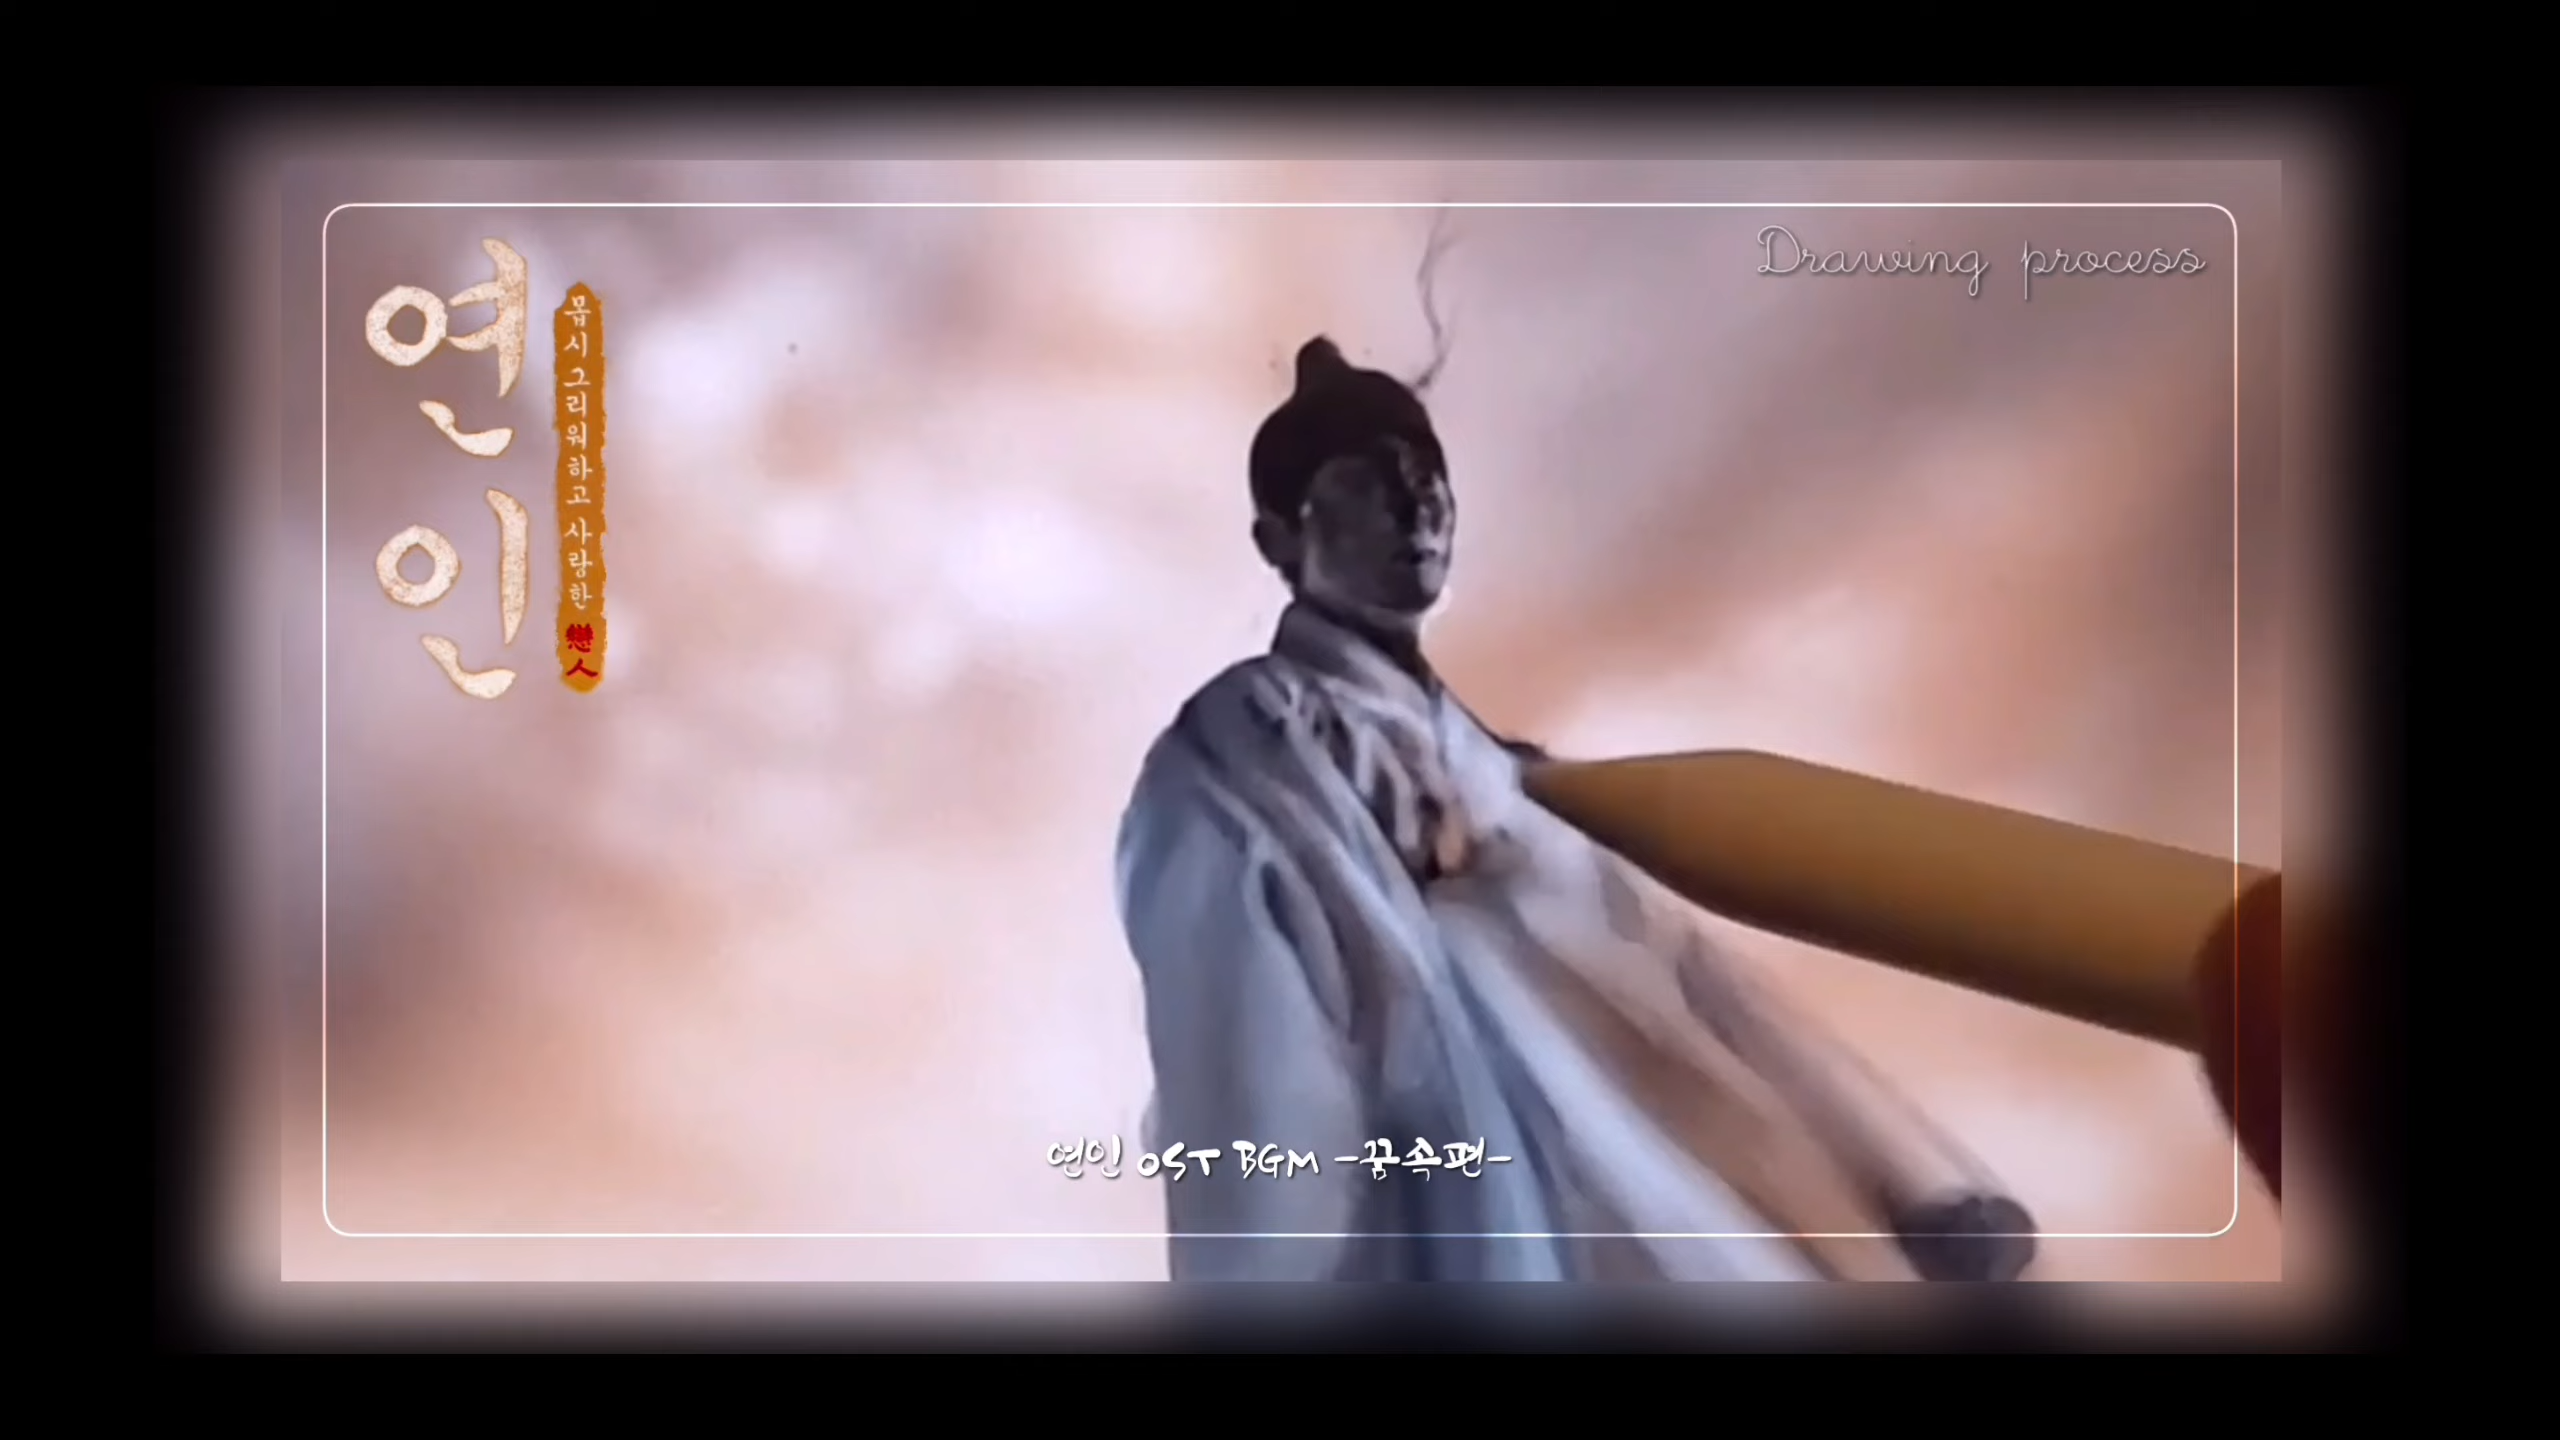 연인
몹시 그리워하고 사랑한 戀人
Drawing process
연인 OST BGM -꿈속편-